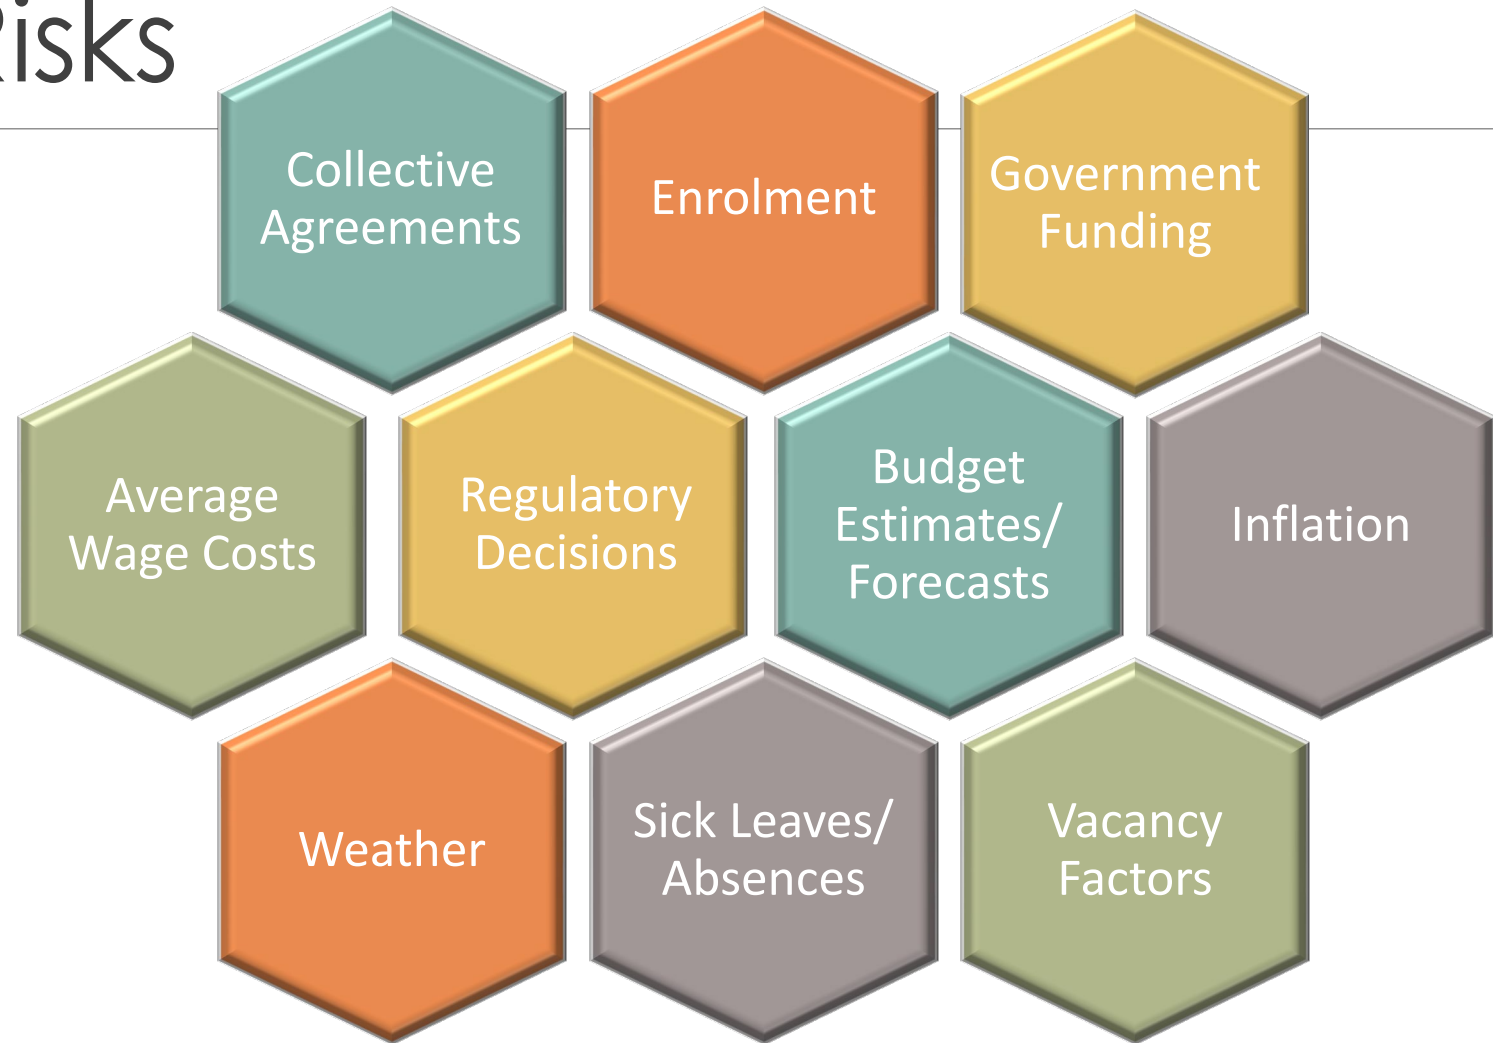 Risks
Collective
Agreements
Enrolment
Government
Funding
Average
Wage Costs
Regulatory
Decisions
Budget
Estimates/
Forecasts
Inflation
Weather
Sick Leaves/
Absences
Vacancy
Factors